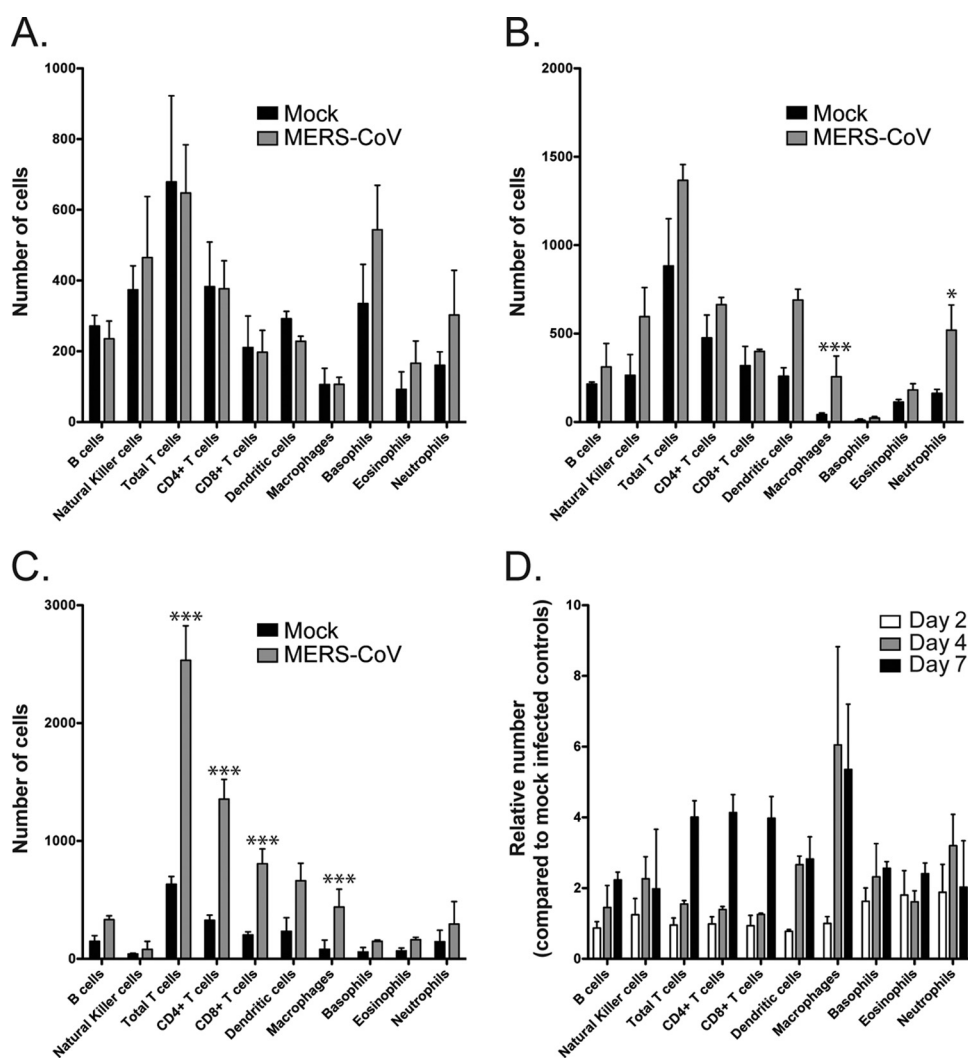 A.
1000
800
600
400
200
0
Number of cells
Mock
MERS-CoV
B cells
Natural Killer cells
Total T cells
CD4+ T cells
CD8+ T cells
Dendritic cells
Macrophages
Basophils
Eosinophils
Neutrophils
B.
2000
1500
1000
500
0
Number of cells
Mock
MERS-CoV
***
*
B cells
Natural Killer cells
Total T cells
CD4+ T cells
CD8+ T cells
Dendritic cells
Macrophages
Basophils
Eosinophils
Neutrophils
C.
3000
2000
1000
0
Number of cells
Mock
MERS-CoV
***
***
***
***
B cells
Natural Killer cells
Total T cells
CD4+ T cells
CD8+ T cells
Dendritic cells
Macrophages
Basophils
Eosinophils
Neutrophils
D.
10
8
6
4
2
0
Relative number
(compared to mock infected controls)
Day 2
Day 4
Day 7
B cells
Natural Killer cells
Total T cells
CD4+ T cells
CD8+ T cells
Dendritic cells
Macrophages
Basophils
Eosinophils
Neutrophils